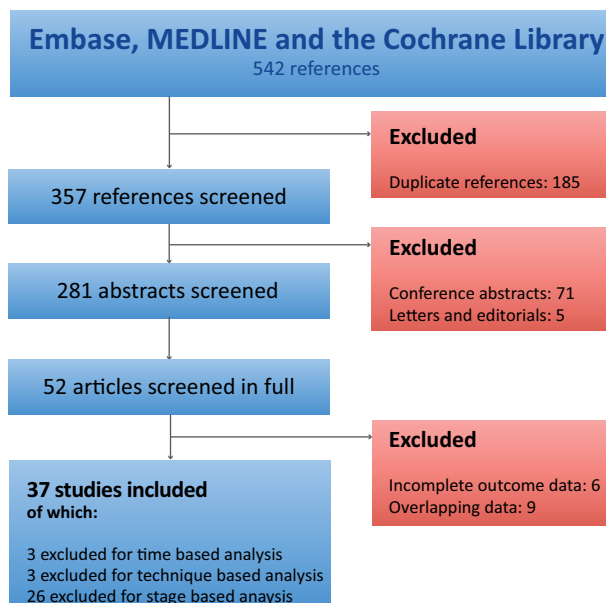 Embase, MEDLINE and the Cochrane Library
542 references
Excluded
Duplicate references: 185
357 references screened
Excluded
Conference abstracts: 71
Letters and editorials: 5
281 abstracts screened
52 articles screened in full
Excluded
Incomplete outcome data: 6
Overlapping data: 9
37 studies included
of which:
3 excluded for time based analysis
3 excluded for technique based analysis
26 excluded for stage based anaysis